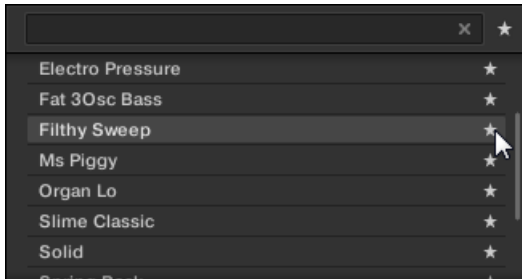 Electro Pressure
Fat 3Osc Bass
Filthy Sweep
Ms Piggy
Organ Lo
Slime Classic
Solid